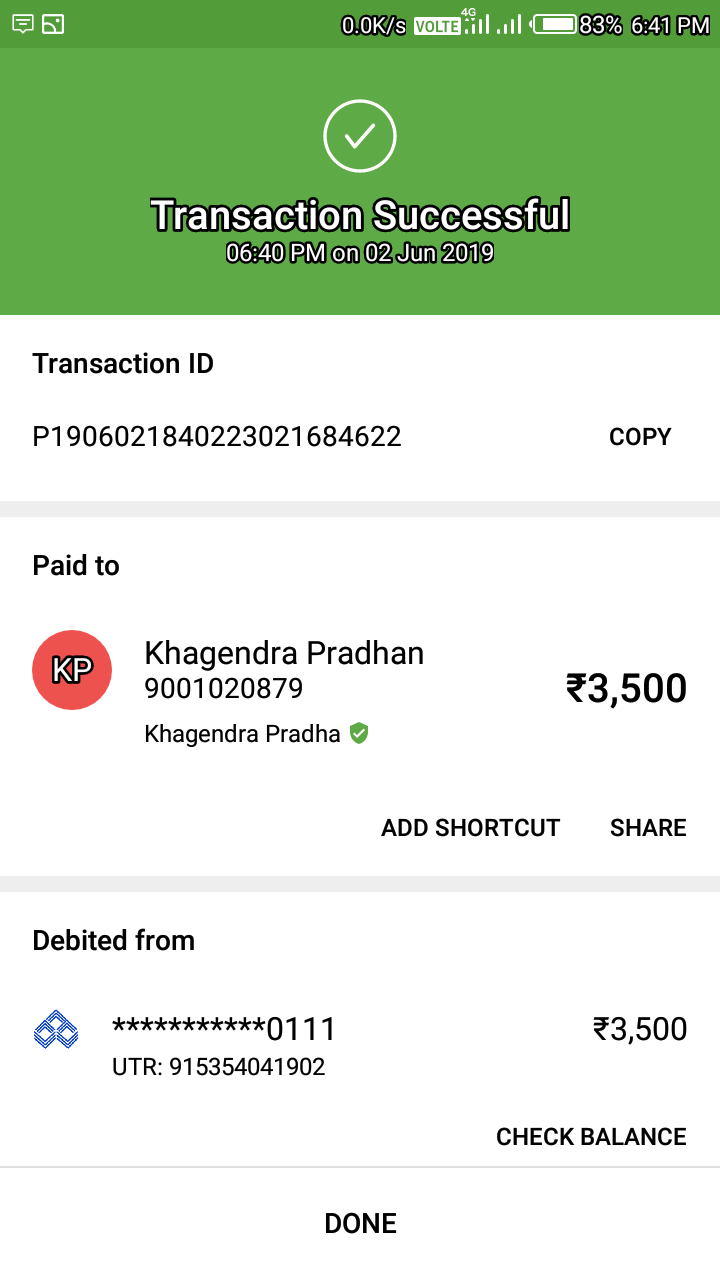 0.0K/s VOLTE 4G 83% 6:41 PM
Transaction Successful
06:40 PM on 02 Jun 2019
Transaction ID
P1906021840223021684622 COPY
Paid to
KP
Khagendra Pradhan
9001020879
₹3,500
Khagendra Pradha
ADD SHORTCUT SHARE
Debited from
***********0111 ₹3,500
UTR: 915354041902
CHECK BALANCE
DONE